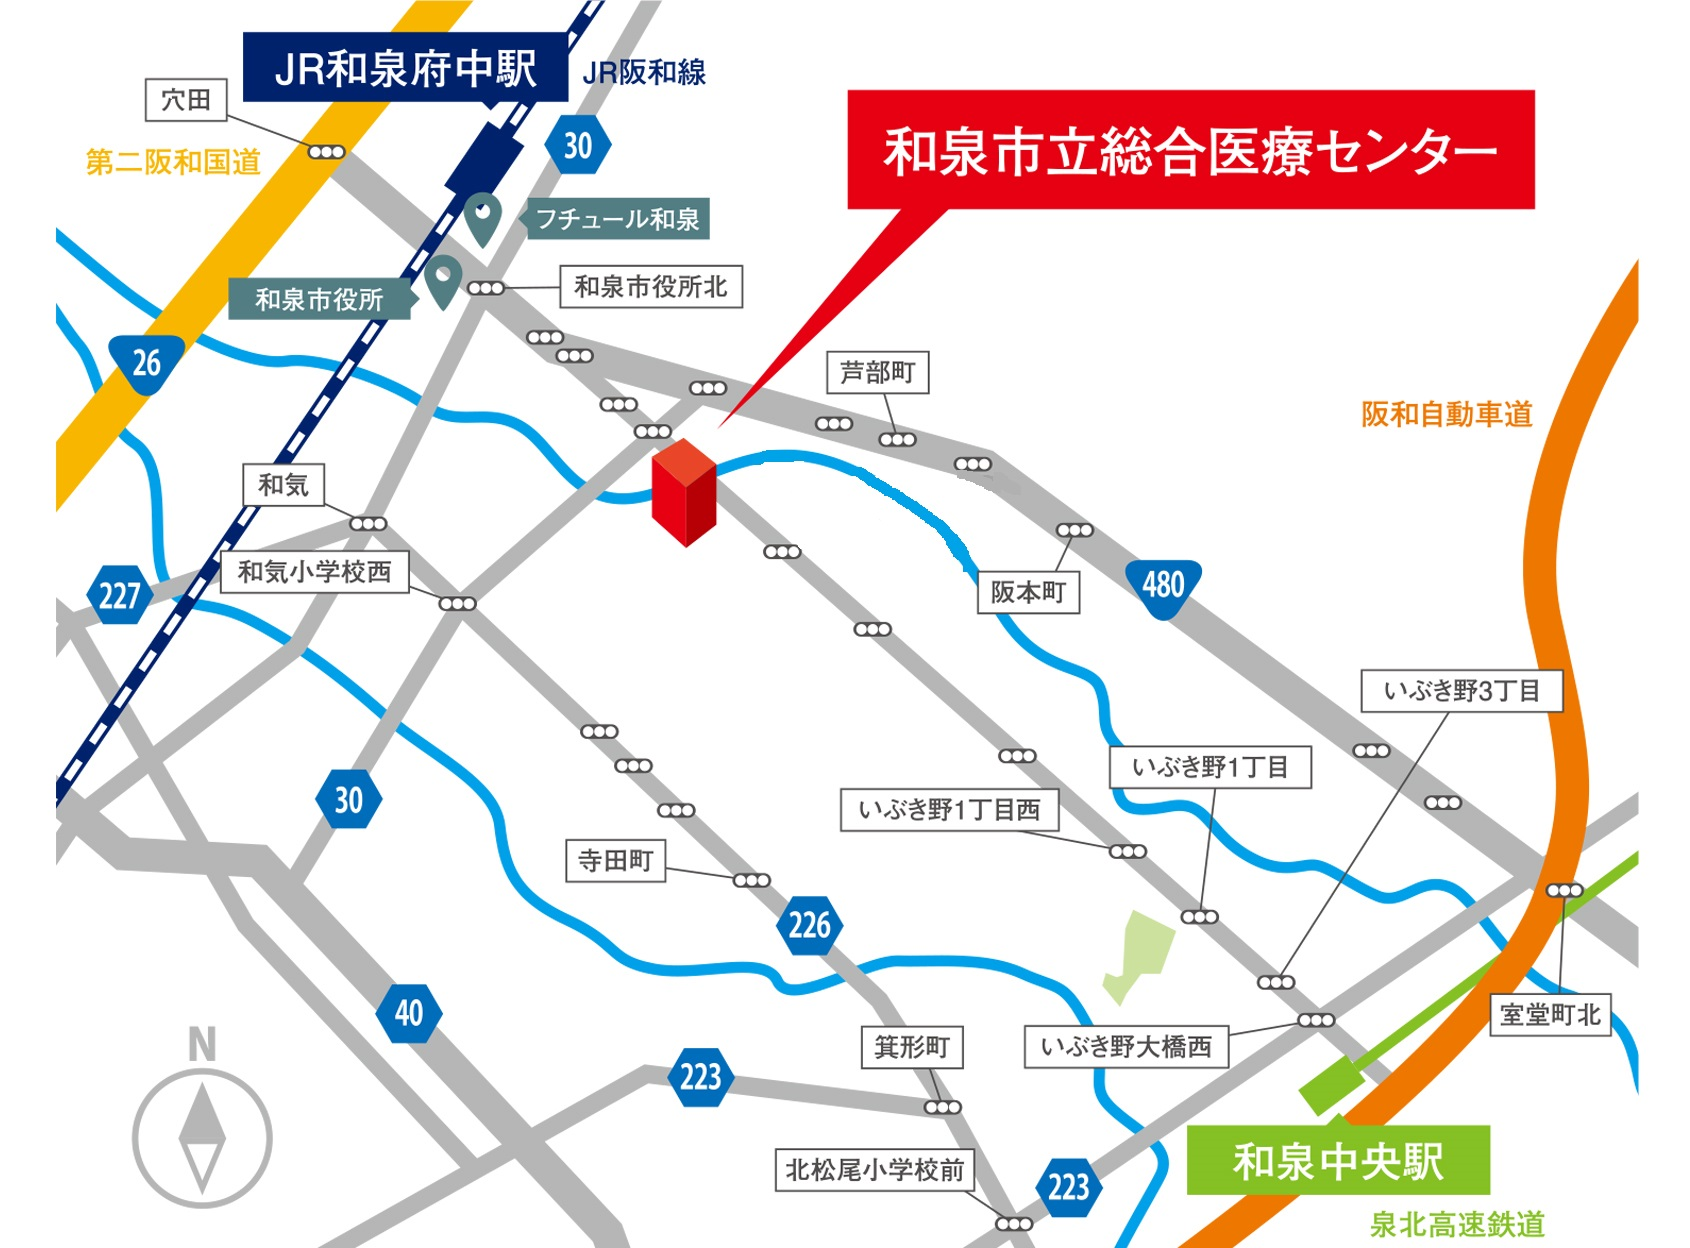 JR和泉府中駅
JR阪和線
穴田
30
和泉市立総合医療センター
第二阪和国道
フチュール和泉
和泉市役所北
和泉市役所
26
芦部町
阪和自動車道
和気
和気小学校西
227
阪本町
480
いぶき野3丁目
いぶき野1丁目
30
いぶき野1丁目西
寺田町
226
40
室堂町北
N
箕形町
いぶき野大橋西
223
北松尾小学校前
223
和泉中央駅
泉北高速鉄道